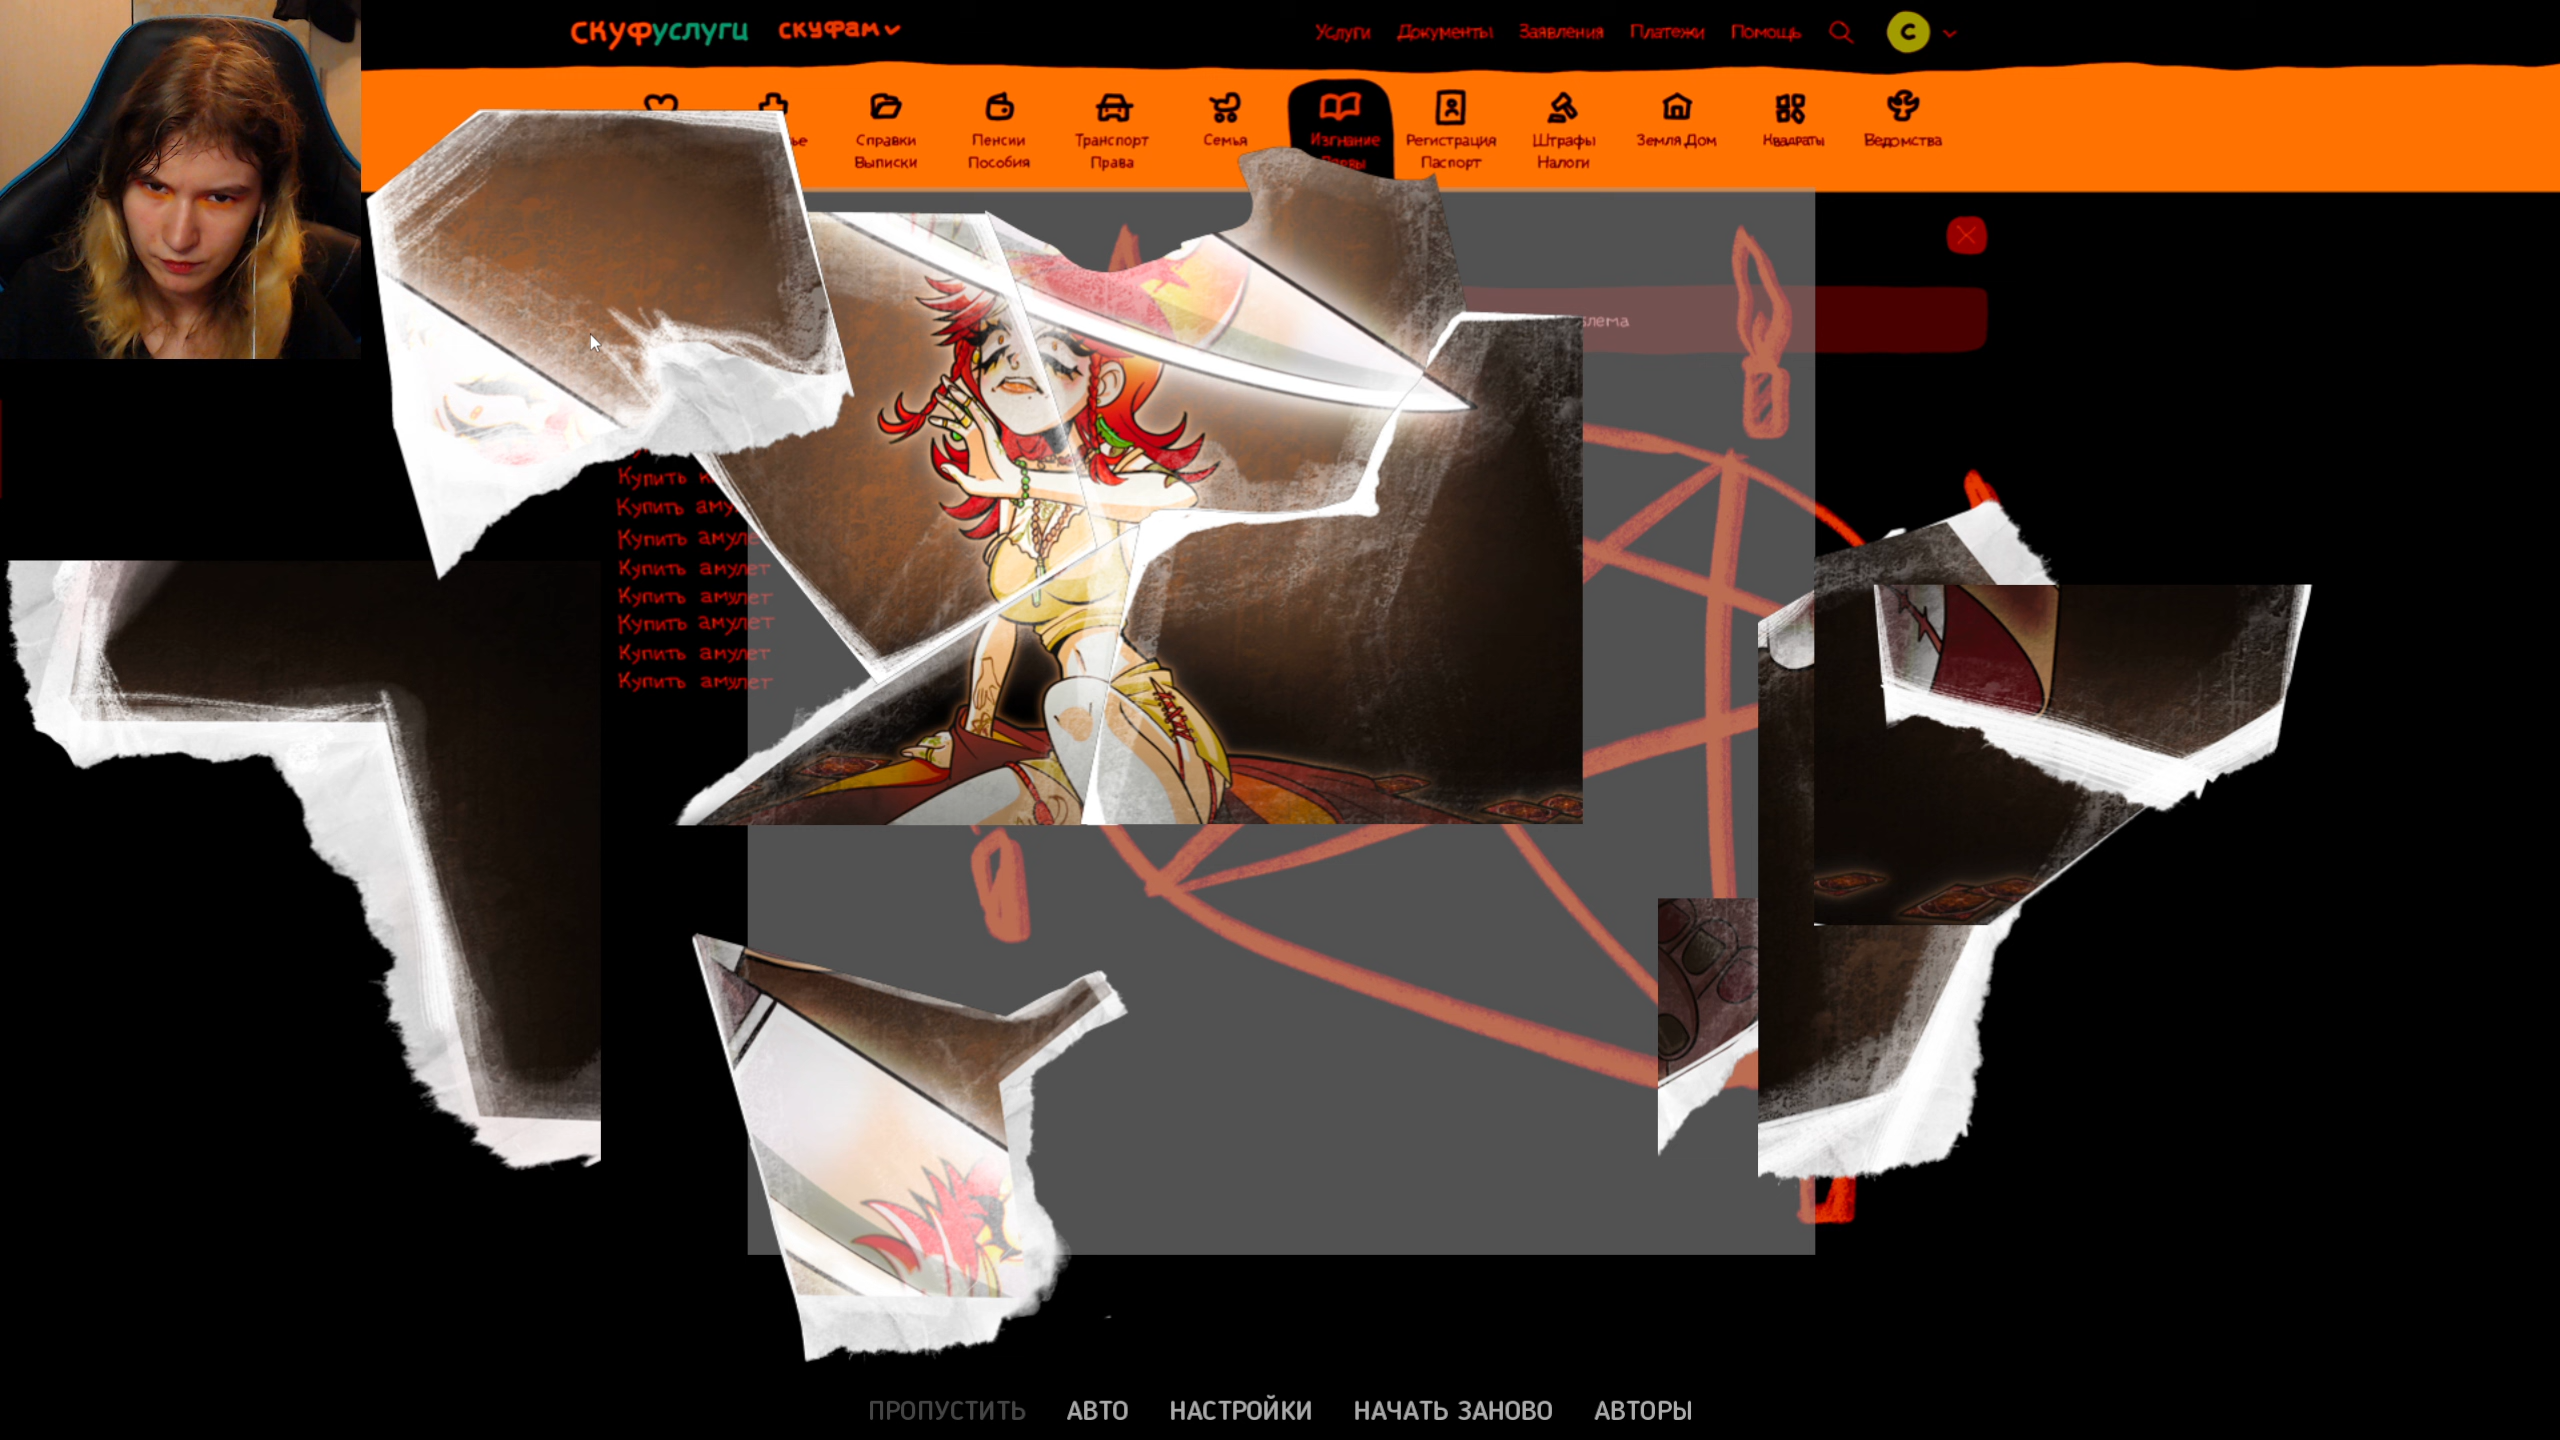 скуфуслуги скуфам
Услуги Документы Заявления Платежи Помощь С
Справки Выписки
Пенсии Пособия
Транспорт Права
Семья
Изгнание
Регистрация Паспорт
Штрафы Налоги
Земля Дом
Квадраты
Ведомства
Купить
Купить
Купить
Купить амулет
Купить амулет
Купить амулет
Купить амулет
Купить амулет
ПРОПУСТИТЬ АВТО НАСТРОЙКИ НАЧАТЬ ЗАНОВО АВТОРЫ